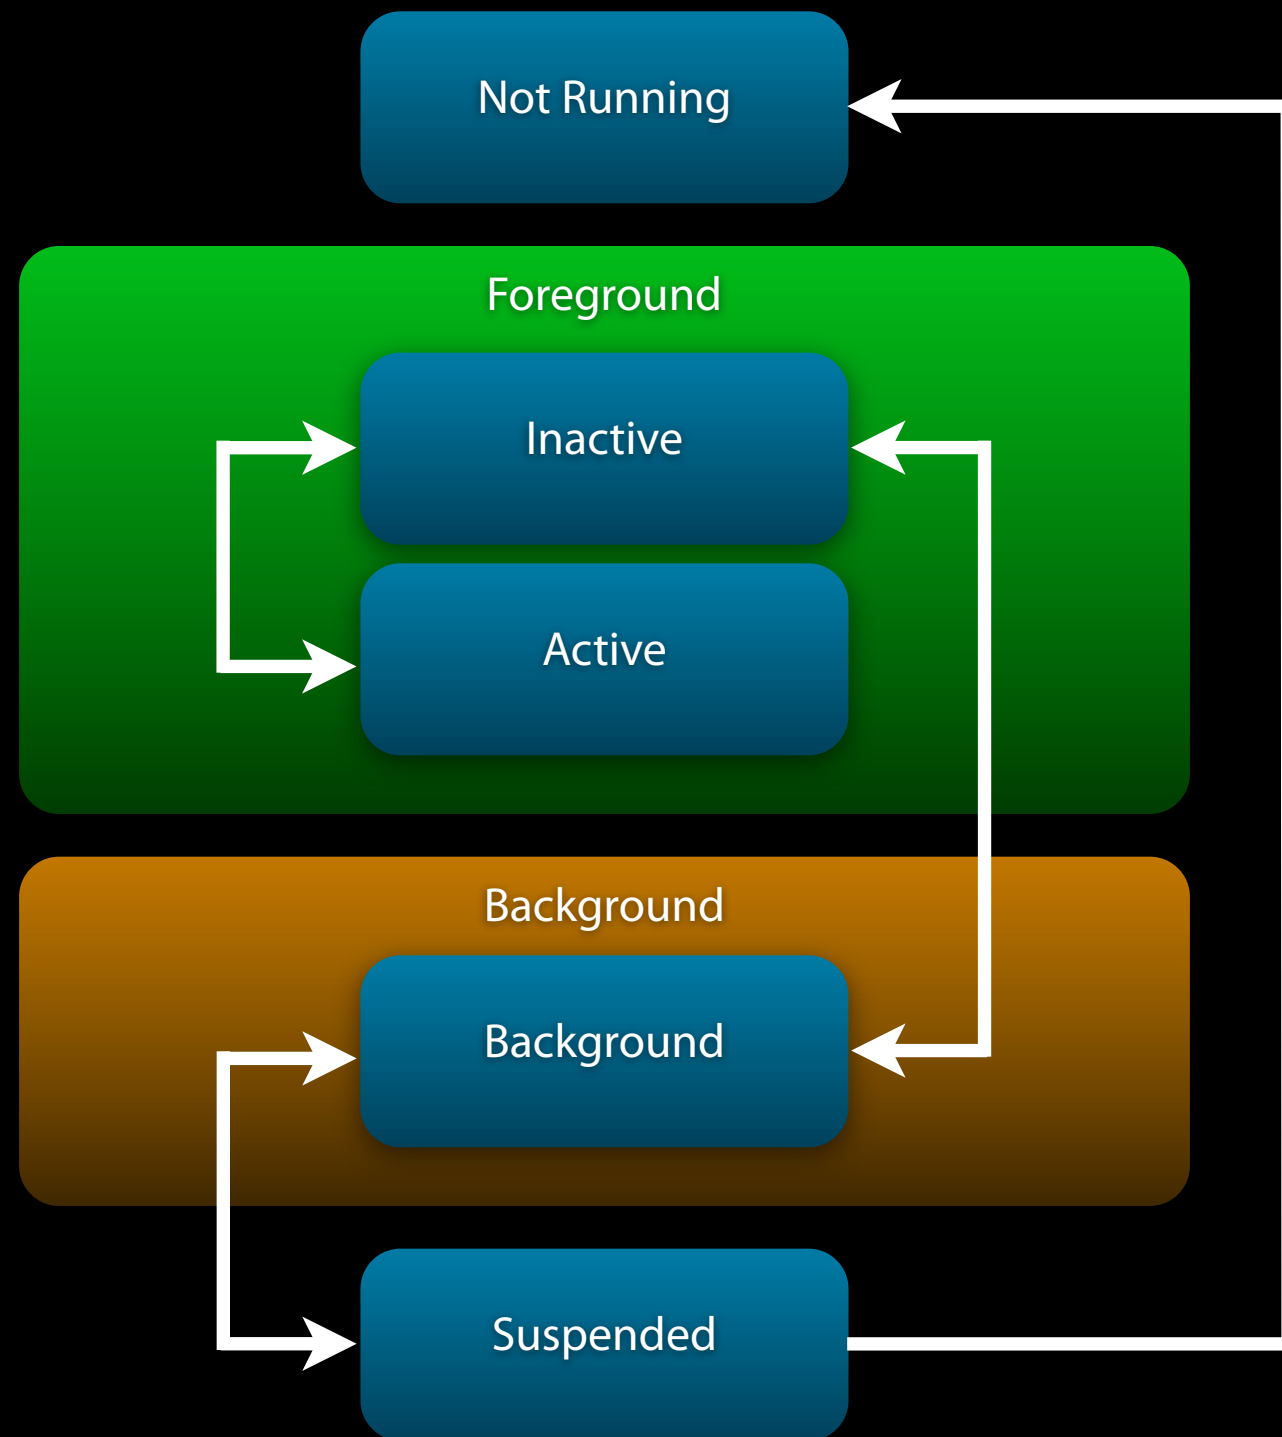 Not Running
Foreground
Inactive
Active
Background
Background
Suspended